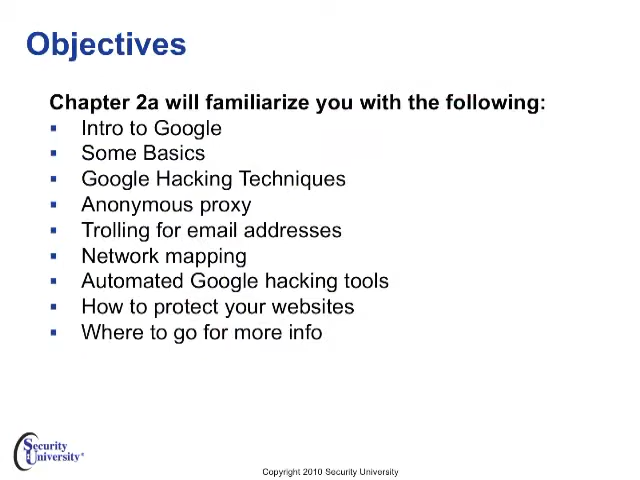 Objectives
Chapter 2a will familiarize you with the following:
▪ Intro to Google
▪ Some Basics
▪ Google Hacking Techniques
▪ Anonymous proxy
▪ Trolling for email addresses
▪ Network mapping
▪ Automated Google hacking tools
▪ How to protect your websites
▪ Where to go for more info
Security
University®
Copyright 2010 Security University